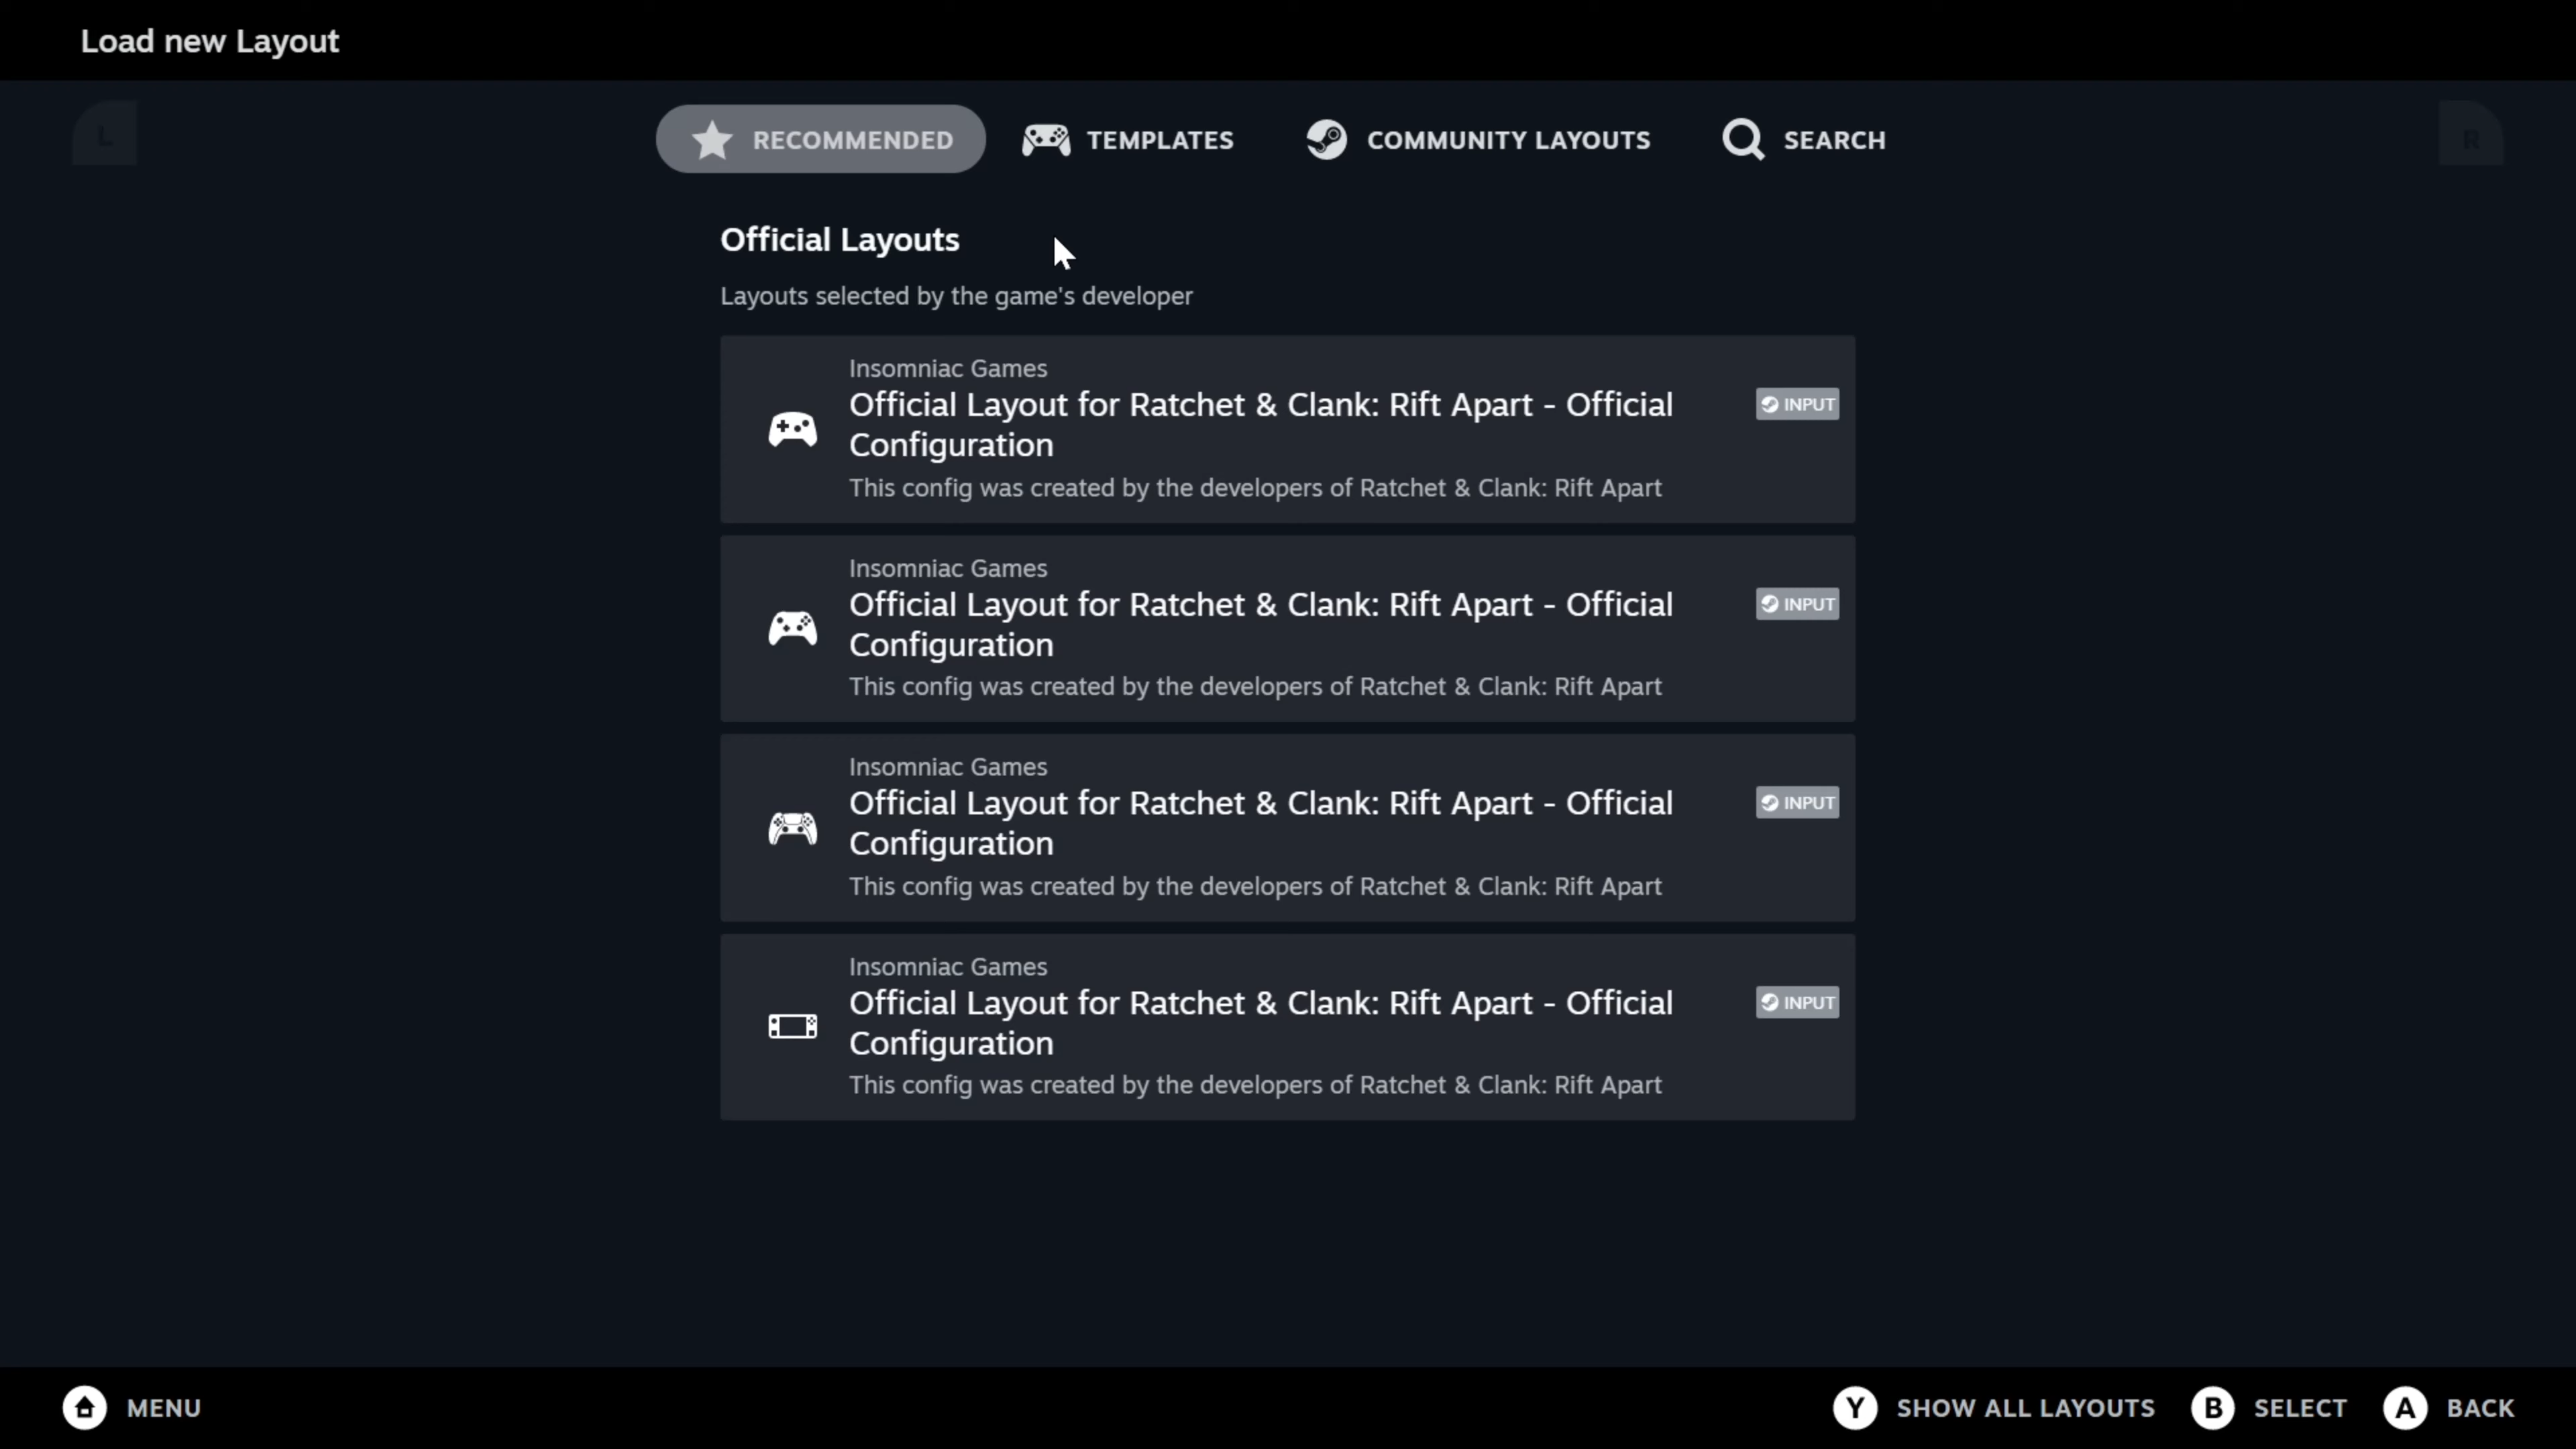 Load new Layout
L
RECOMMENDED
TEMPLATES
COMMUNITY LAYOUTS
SEARCH
R
Official Layouts
Layouts selected by the game's developer
Insomniac Games
Official Layout for Ratchet & Clank: Rift Apart - Official
Configuration
INPUT
This config was created by the developers of Ratchet & Clank: Rift Apart
Insomniac Games
Official Layout for Ratchet & Clank: Rift Apart - Official
Configuration
INPUT
This config was created by the developers of Ratchet & Clank: Rift Apart
Insomniac Games
Official Layout for Ratchet & Clank: Rift Apart - Official
Configuration
INPUT
This config was created by the developers of Ratchet & Clank: Rift Apart
Insomniac Games
Official Layout for Ratchet & Clank: Rift Apart - Official
Configuration
INPUT
This config was created by the developers of Ratchet & Clank: Rift Apart
MENU
Y SHOW ALL LAYOUTS
B SELECT
A BACK